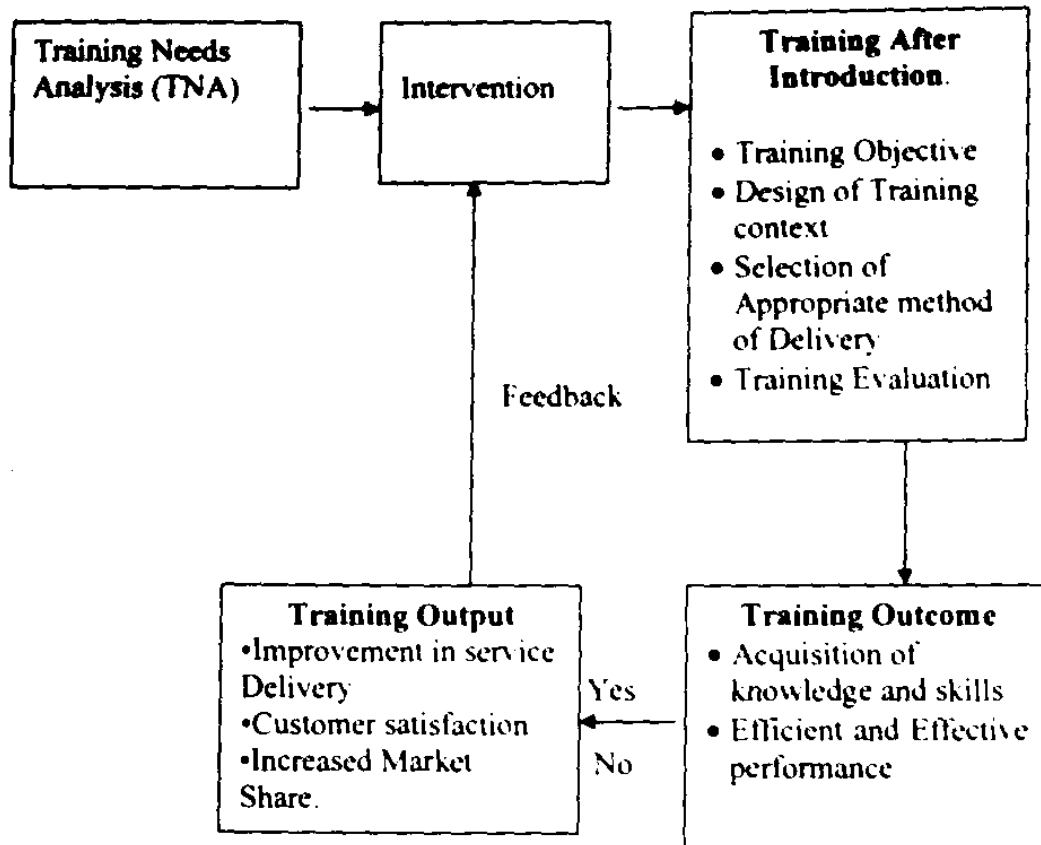 Training Needs
Analysis (TNA)
Intervention
Training After
Introduction.
• Training Objective
• Design of Training
context
• Selection of
Appropriate method
of Delivery
• Training Evaluation
Feedback
Training Output
•Improvement in service
Delivery
•Customer satisfaction
•Increased Market
Share.
Yes
No
Training Outcome
• Acquisition of
knowledge and skills
• Efficient and Effective
performance